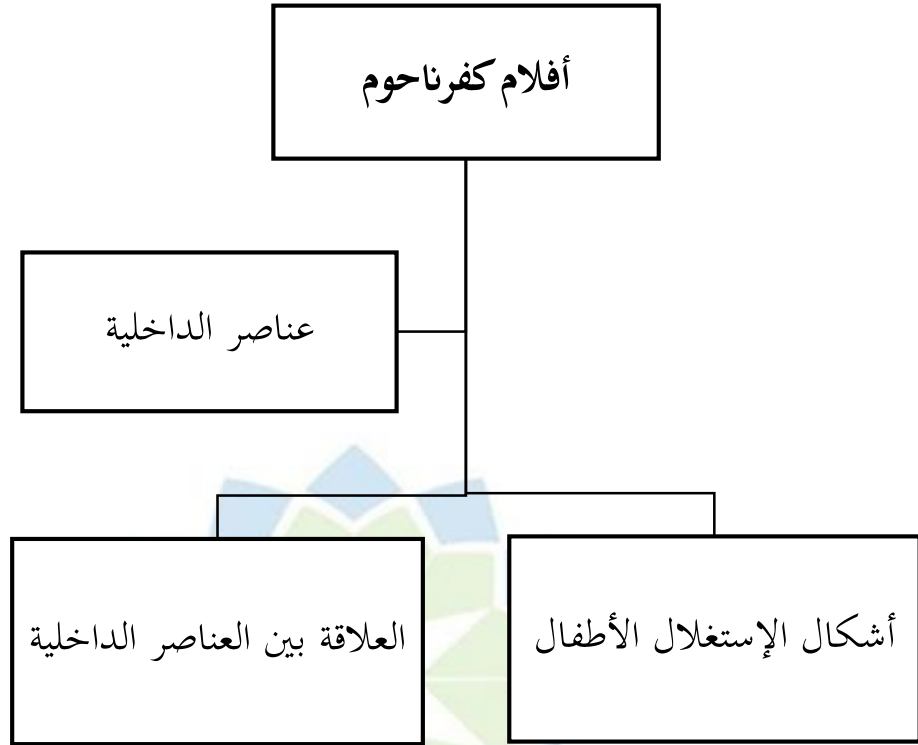 أفلام كفرناحوم
عناصر الداخلية
أشكال الإستغلال الأطفال
العلاقة بين العناصر الداخلية